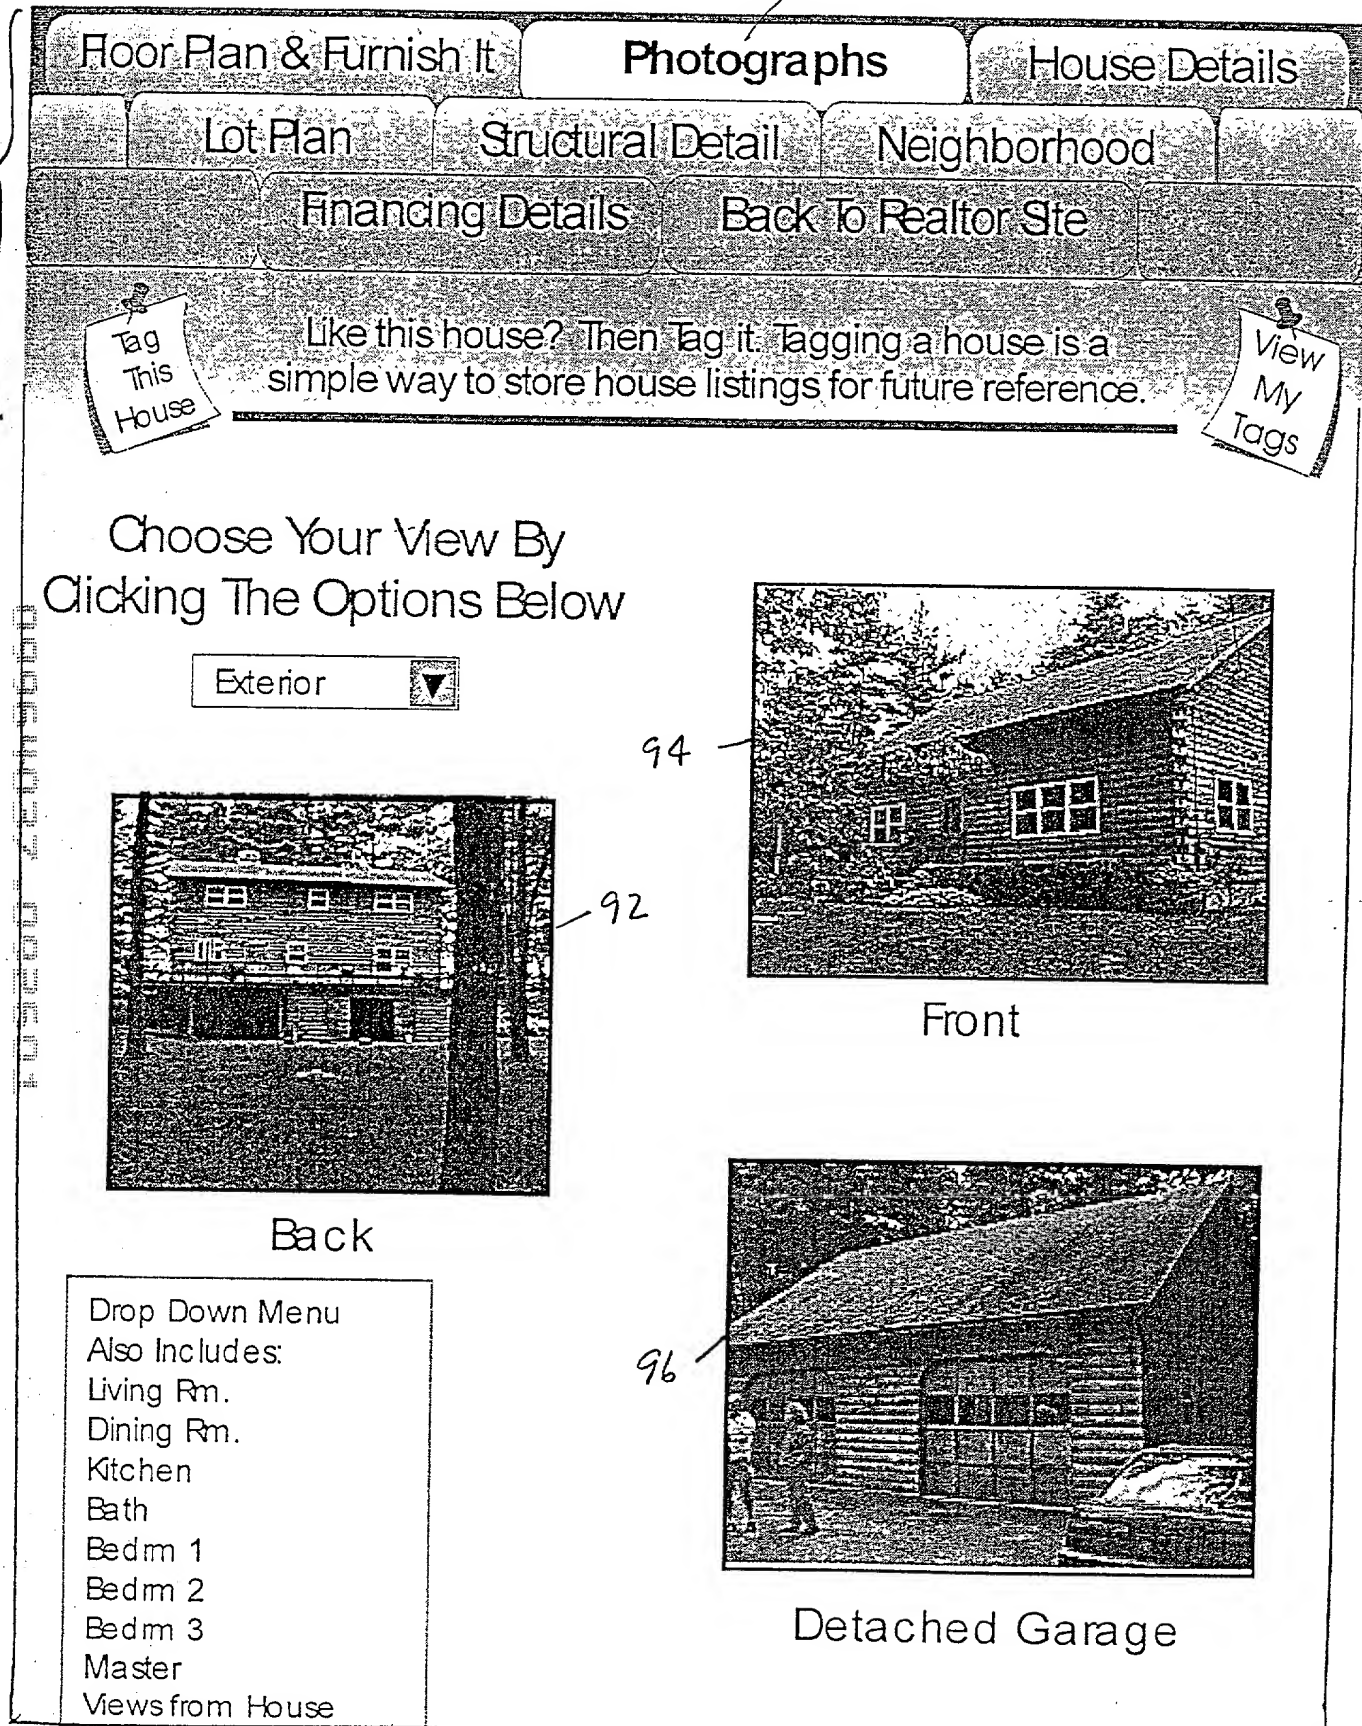 Floor Plan & Furnish It
Photographs
House Details
Lot Plan
Structural Detail
Neighborhood
Financing Details
Back To Realtor Site
Tag
This
House
Like this house? Then Tag it. Tagging a house is a
simple way to store house listings for future reference.
View
My
Tags
Choose Your View By
Clicking The Options Below
Exterior
94
92
Front
Back
96
Detached Garage
Drop Down Menu
Also Includes:
Living Rm.
Dining Rm.
Kitchen
Bath
Bedrm 1
Bedrm 2
Bedrm 3
Master
Views from House